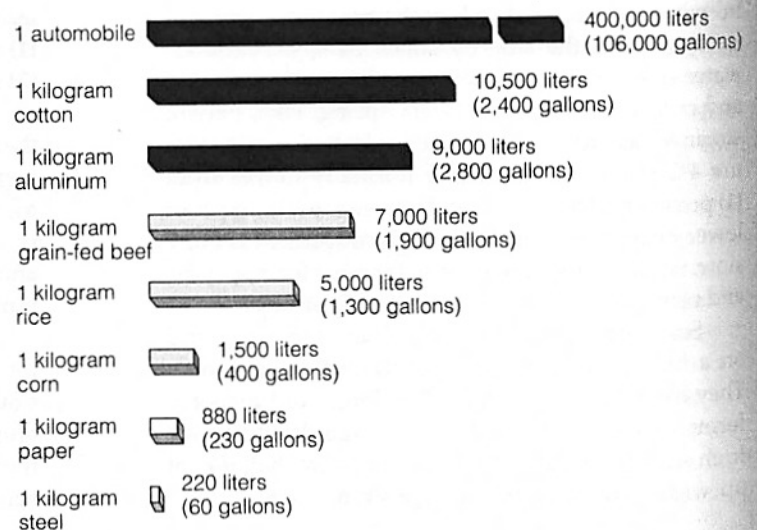 1 automobile
400,000 liters
(106,000 gallons)
1 kilogram
cotton
10,500 liters
(2,400 gallons)
1 kilogram
aluminum
9,000 liters
(2,800 gallons)
1 kilogram
grain-fed beef
7,000 liters
(1,900 gallons)
1 kilogram
rice
5,000 liters
(1,300 gallons)
1 kilogram
corn
1,500 liters
(400 gallons)
1 kilogram
paper
880 liters
(230 gallons)
1 kilogram
steel
220 liters
(60 gallons)